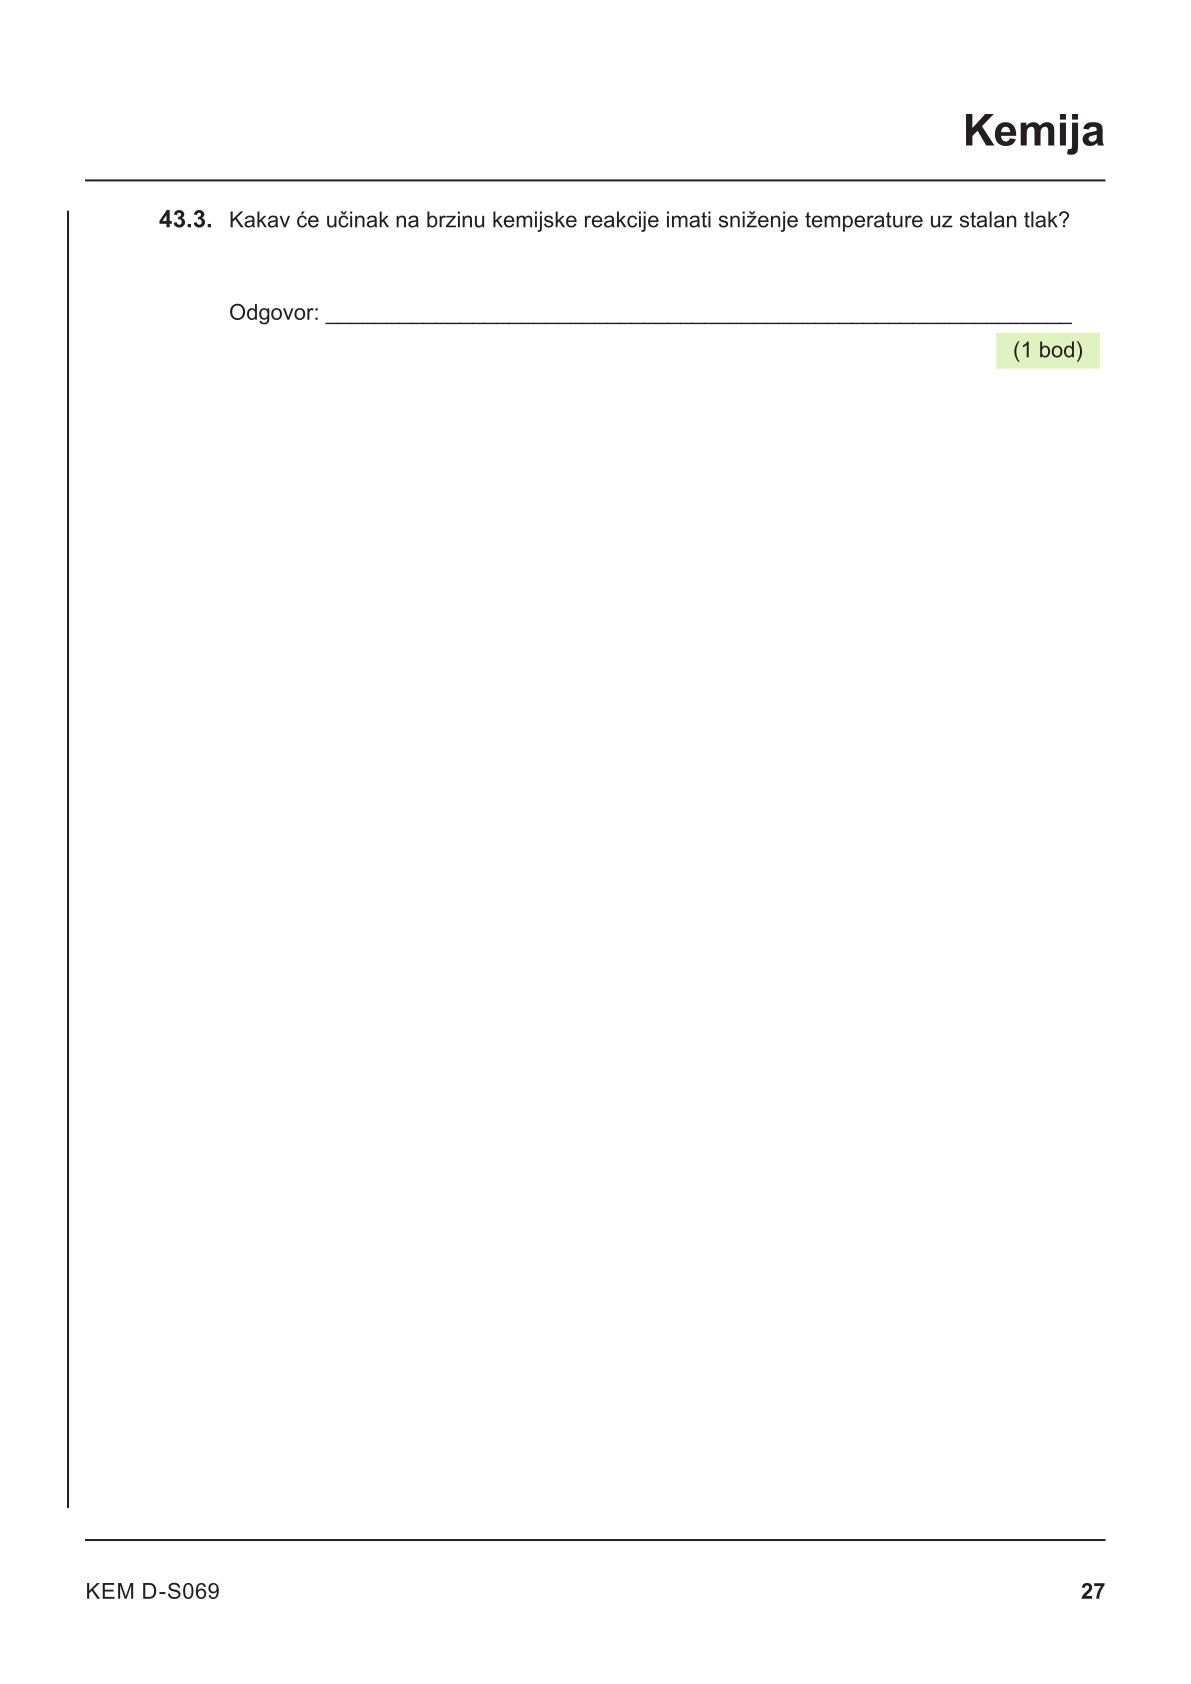 Kemija
43.3. Kakav će učinak na brzinu kemijske reakcije imati sniženje temperature uz stalan tlak?
Odgovor: _______________________________________________________________
(1 bod)
KEM D-S069
27